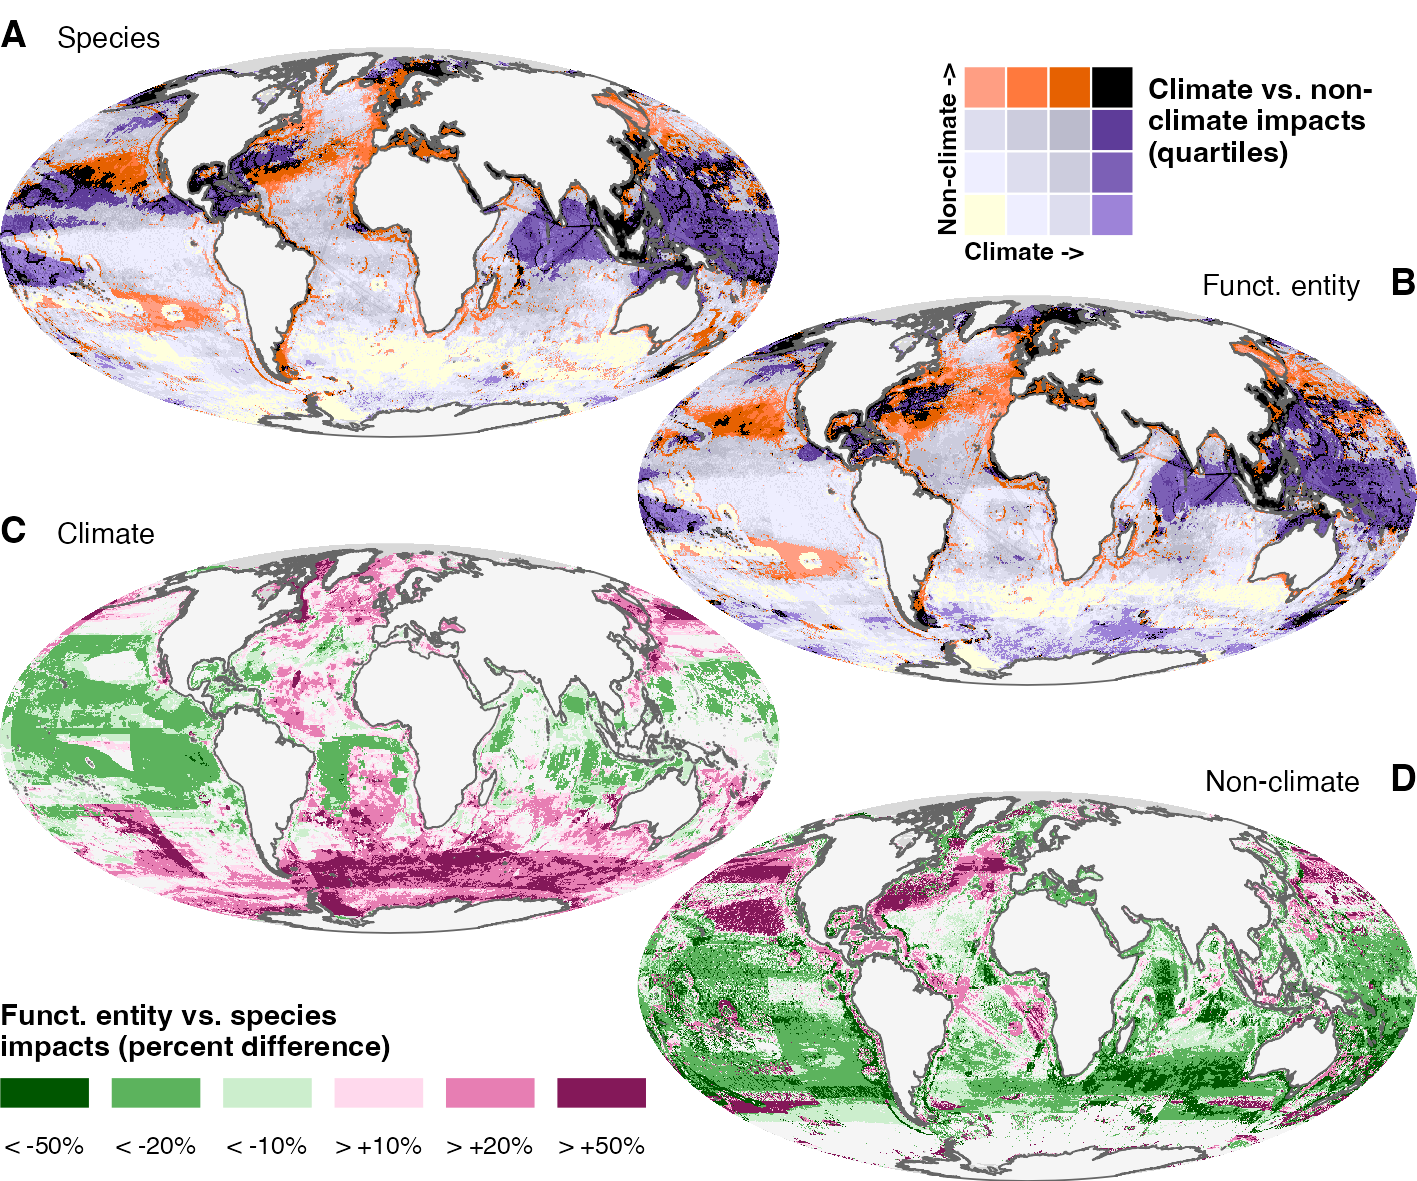 A Species
Non-climate ->
Climate ->
Climate vs. non-
climate impacts
(quartiles)
Funct. entity B
C Climate
Non-climate D
Funct. entity vs. species
impacts (percent difference)
< -50% < -20% < -10% > +10% > +20% > +50%